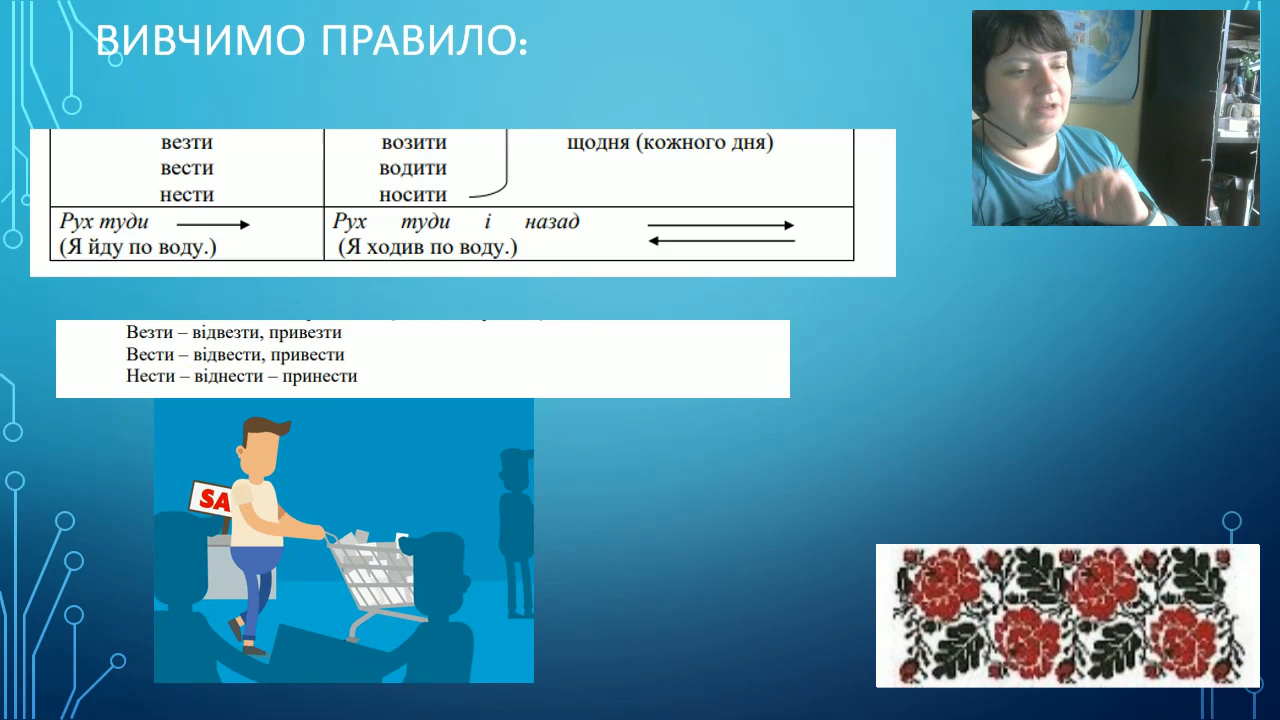 ВИВЧИМО ПРАВИЛО:
везти возити щодня (кожного дня)
вести водити
нести носити
Рух туди Рух туди і назад
(Я йду по воду.) (Я ходив по воду.)
Везти – відвезти, привезти
Вести – відвести, привести
Нести – віднести – принести
SA